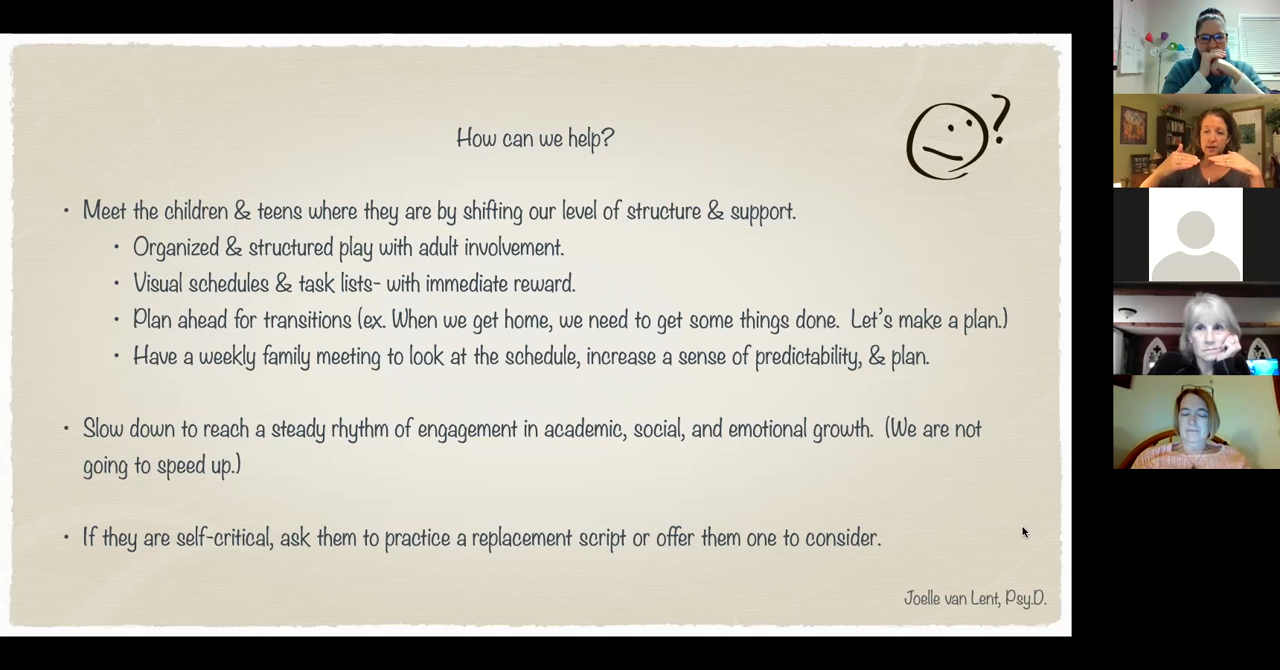 How can we help?
• Meet the children & teens where they are by shifting our level of structure & support.
• Organized & structured play with adult involvement.
• Visual schedules & task lists- with immediate reward.
• Plan ahead for transitions (ex. When we get home, we need to get some things done. Let's make a plan.)
• Have a weekly family meeting to look at the schedule, increase a sense of predictability, & plan.
• Slow down to reach a steady rhythm of engagement in academic, social, and emotional growth. (We are not
going to speed up.)
• If they are self-critical, ask them to practice a replacement script or offer them one to consider.
Joelle van Lent, Psy.D.